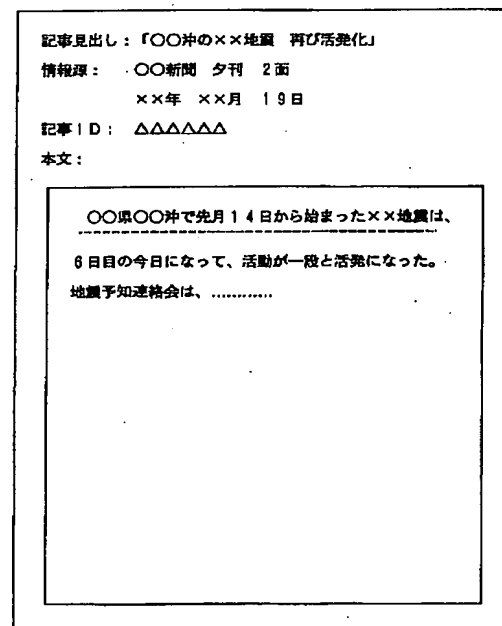 記事見出し：「〇〇沖の××地震　再び活発化」
情報源：　〇〇新聞　夕刊　２面
××年　××月　１９日
記事ＩＤ：　△△△△△△
本文：
〇〇県〇〇沖で先月１４日から始まった××地震は、
６日目の今日になって、活動が一段と活発になった。
地震予知連絡会は、…………